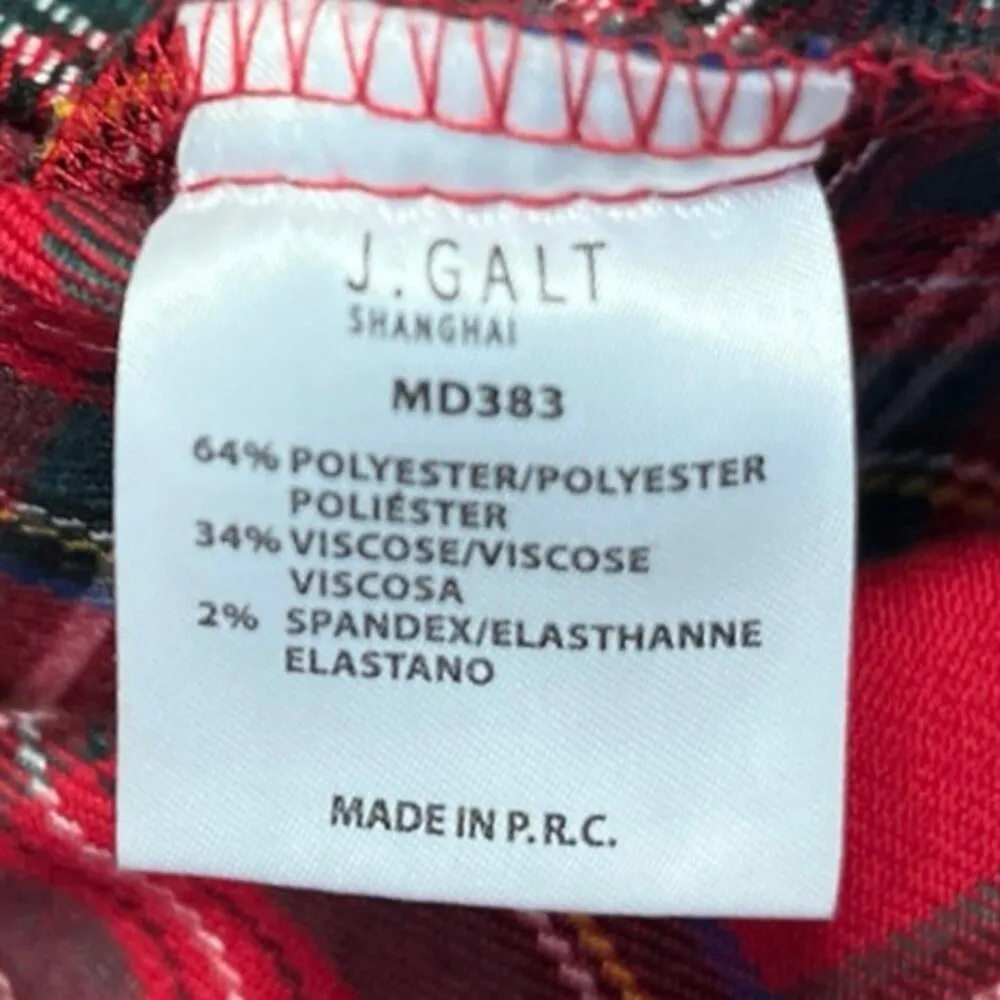 J.GALT
SHANGHAI
MD383
64% POLYESTER/POLYESTER
POLIÉSTER
34% VISCOSE/VISCOSE
VISCOSA
2% SPANDEX/ELASTHANNE
ELASTANO
MADE IN P.R.C.